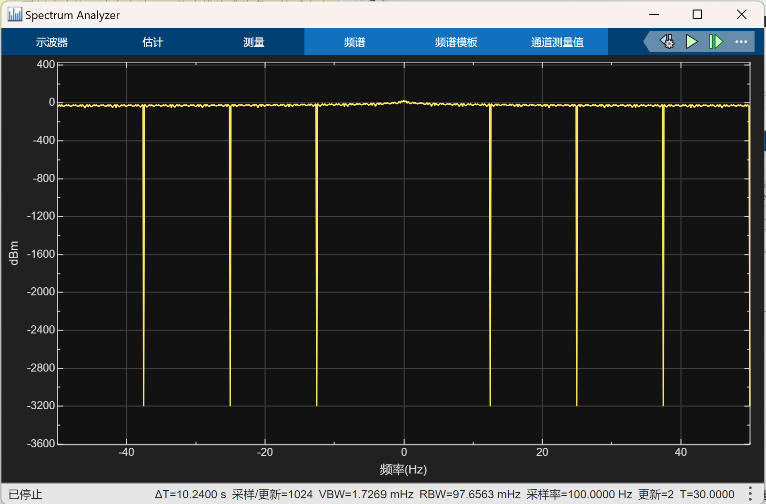 Spectrum Analyzer
示波器 估计 测量 频谱 频谱模板 通道测量值
400
0
-400
-800
-1200
-1600
-2000
-2400
-2800
-3200
-3600
dBm
-40 -20 0 20 40
频率(Hz)
已停止 ΔT=10.2400 s 采样/更新=1024 VBW=1.7269 mHz RBW=97.6563 mHz 采样率=100.0000 Hz 更新=2 T=30.0000